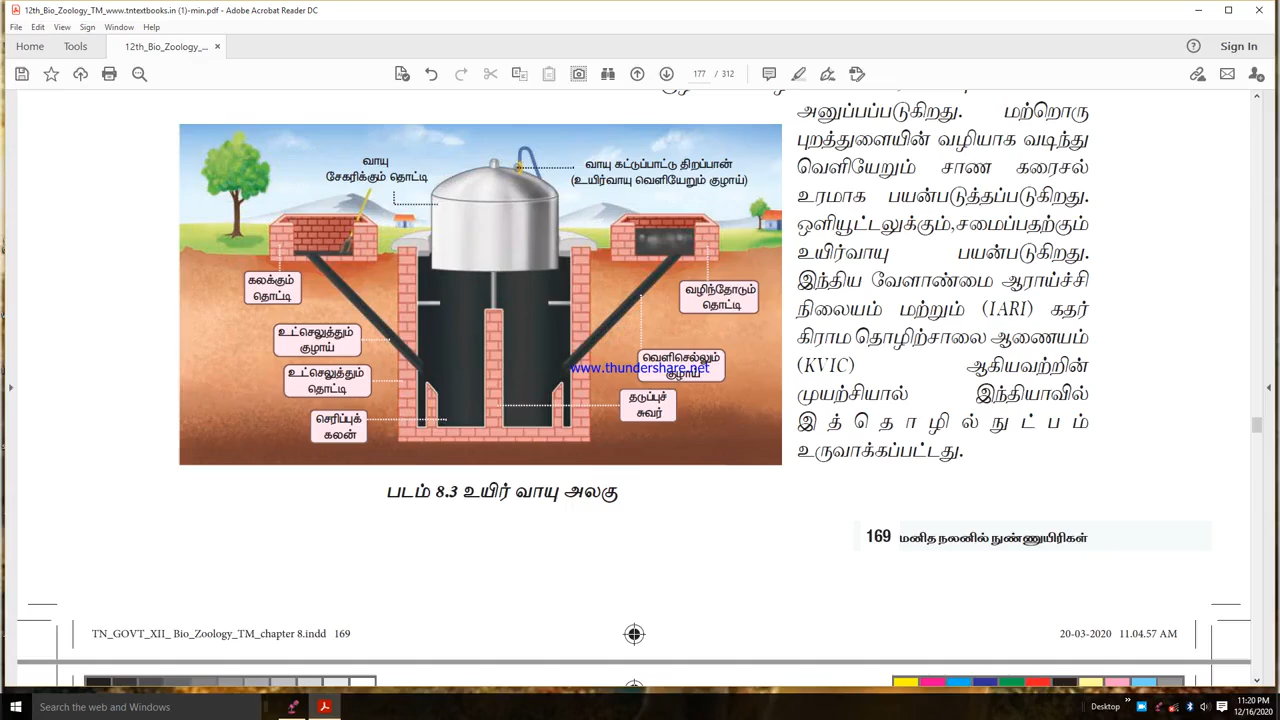 12th_Bio_Zoology_TM_www.tntextbooks.in (1)-min.pdf - Adobe Acrobat Reader DC
File Edit View Sign Window Help
Home Tools 12th_Bio_Zoology_... × Sign In
177 / 312
அனுப்பப்படுகிறது. மற்றொரு
புறத்துளையின் வழியாக வடிந்து
வெளியேறும் சாண கரைசல்
உரமாக பயன்படுத்தப்படுகிறது.
ஒளியூட்டலுக்கும்,சமைப்பதற்கும்
உயிர்வாயு பயன்படுகிறது.
இந்திய வேளாண்மை ஆராய்ச்சி
நிலையம் மற்றும் (IARI) கதர்
கிராம தொழிற்சாலை ஆணையம்
(KVIC) ஆகியவற்றின்
முயற்சியால் இந்தியாவில்
இத்தொழில்நுட்பம்
உருவாக்கப்பட்டது.
வாயு
சேகரிக்கும் தொட்டி
வாயு கட்டுப்பாட்டு திறப்பான்
(உயிர்வாயு வெளியேறும் குழாய்)
கலக்கும்
தொட்டி
வழிந்தோடும்
தொட்டி
உட்செலுத்தும்
குழாய்
வெளிசெல்லும்
குழாய்
www.thundershare.net
உட்செலுத்தும்
தொட்டி
தடுப்புச்
சுவர்
செரிப்புக்
கலன்
படம் 8.3 உயிர் வாயு அலகு
169 மனித நலனில் நுண்ணுயிரிகள்
TN_GOVT_XII_ Bio_Zoology_TM_chapter 8.indd 169
20-03-2020 11.04.57 AM
Search the web and Windows
Desktop
11:20 PM
12/16/2020